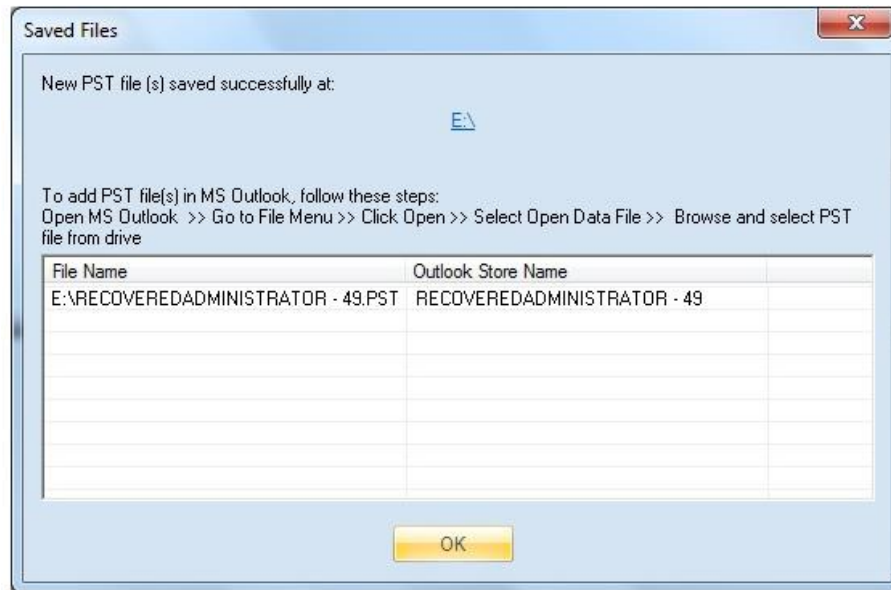 Saved Files
New PST file (s) saved successfully at:
E:\
To add PST file(s) in MS Outlook, follow these steps:
Open MS Outlook >> Go to File Menu >> Click Open >> Select Open Data File >> Browse and select PST
file from drive
File Name Outlook Store Name
E:\RECOVEREDADMINISTRATOR - 49.PST RECOVEREDADMINISTRATOR - 49
OK